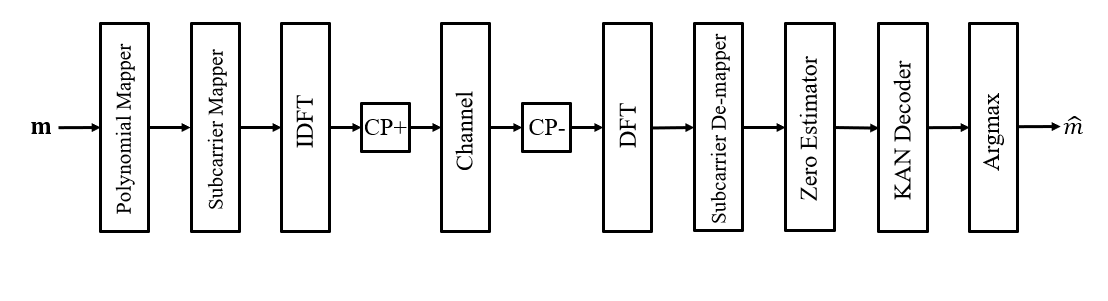 m
Polynomial Mapper
Subcarrier Mapper
IDFT
CP+
Channel
CP-
DFT
Subcarrier De-mapper
Zero Estimator
KAN Decoder
Argmax
m̂